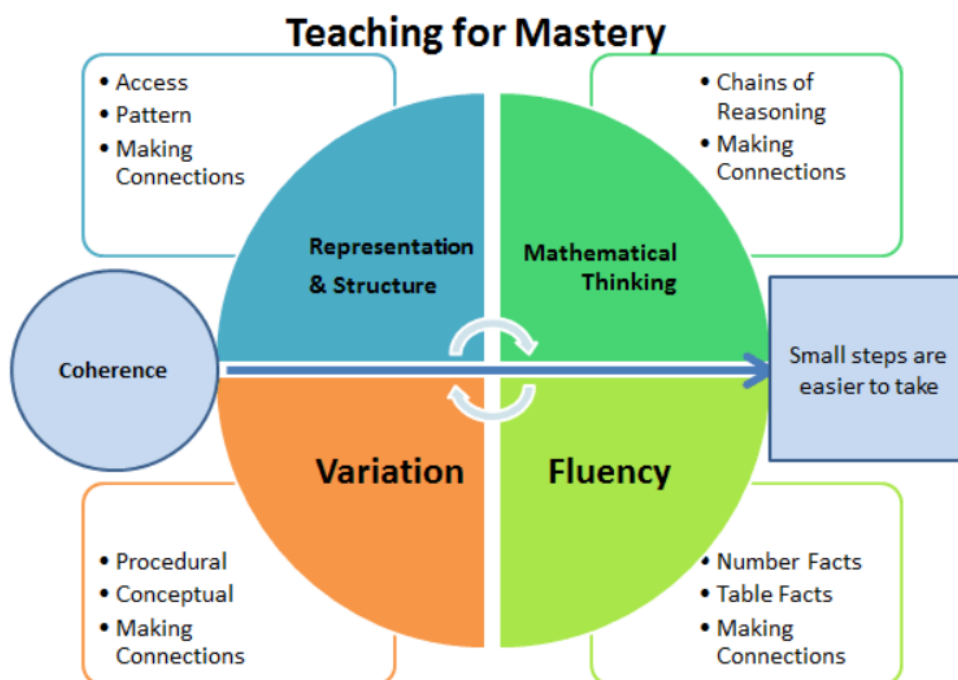 Teaching for Mastery
• Access
• Pattern
• Making
Connections
• Chains of
Reasoning
• Making
Connections
Representation
& Structure
Mathematical
Thinking
Coherence
Small steps are
easier to take
Variation
Fluency
• Procedural
• Conceptual
• Making
Connections
• Number Facts
• Table Facts
• Making
Connections